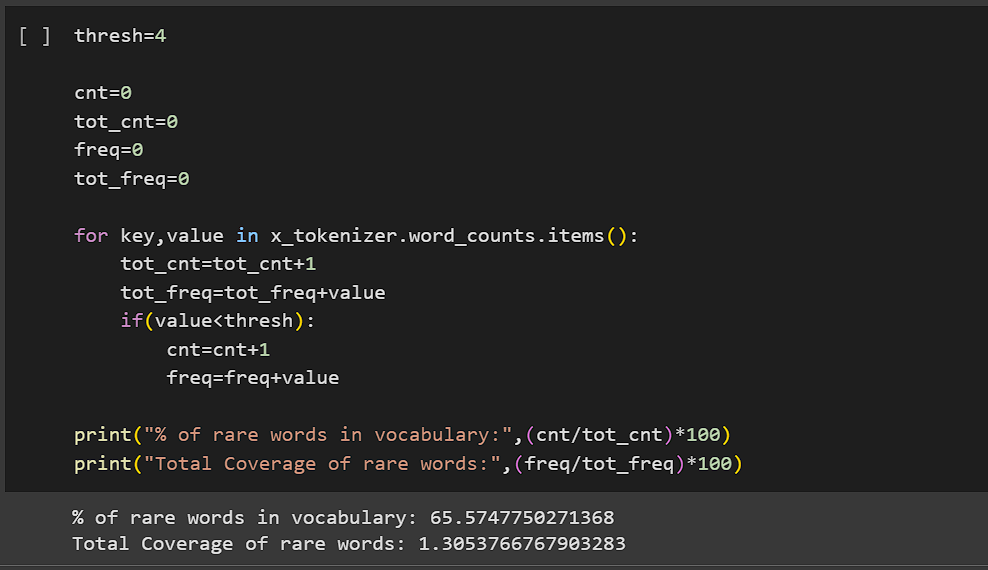 [ ] thresh=4
cnt=0
tot_cnt=0
freq=0
tot_freq=0
for key,value in x_tokenizer.word_counts.items():
tot_cnt=tot_cnt+1
tot_freq=tot_freq+value
if(value<thresh):
cnt=cnt+1
freq=freq+value
print("% of rare words in vocabulary:",(cnt/tot_cnt)*100)
print("Total Coverage of rare words:",(freq/tot_freq)*100)
% of rare words in vocabulary: 65.5747750271368
Total Coverage of rare words: 1.3053766767903283